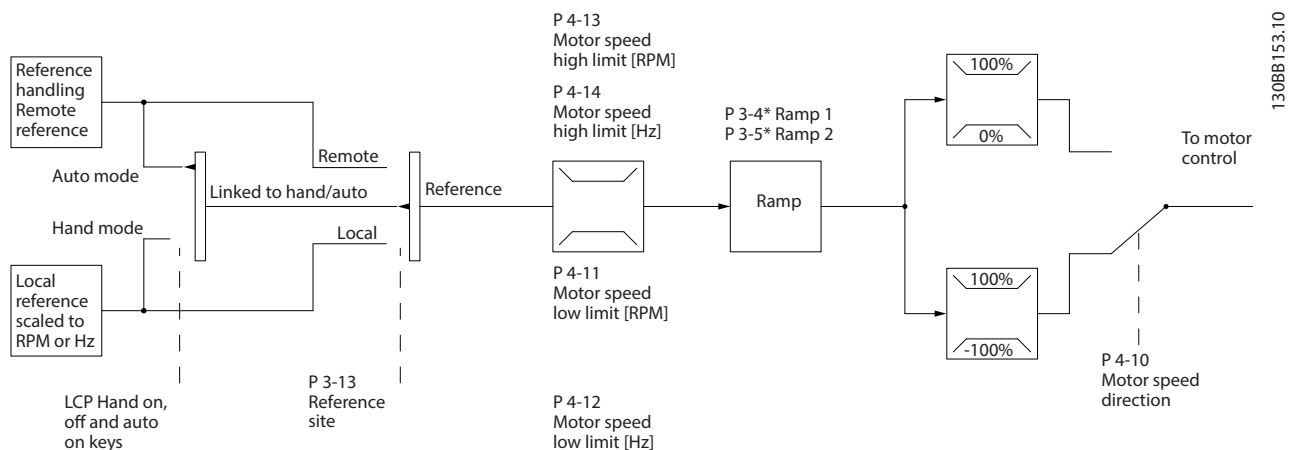 Reference
handling
Remote
reference
Auto mode
Hand mode
Local
reference
scaled to
RPM or Hz
LCP Hand on,
off and auto
on keys
Linked to hand/auto
Remote
Local
P 3-13
Reference
site
Reference
P 4-13
Motor speed
high limit [RPM]
P 4-14
Motor speed
high limit [Hz]
P 4-11
Motor speed
low limit [RPM]
P 4-12
Motor speed
low limit [Hz]
P 3-4* Ramp 1
P 3-5* Ramp 2
Ramp
100%
0%
100%
-100%
To motor
control
P 4-10
Motor speed
direction
130BB153.10